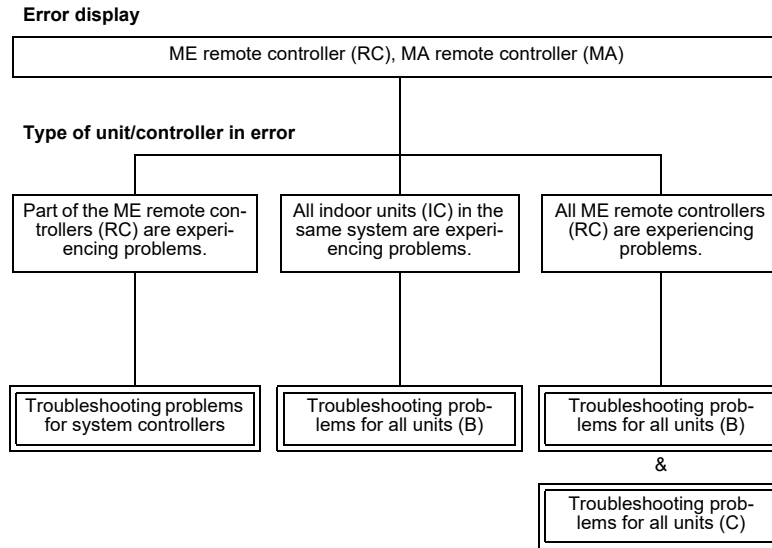 Error display
ME remote controller (RC), MA remote controller (MA)
Type of unit/controller in error
Part of the ME remote con-
trollers (RC) are experi-
encing problems.
All indoor units (IC) in the
same system are experi-
encing problems.
All ME remote controllers
(RC) are experiencing
problems.
Troubleshooting problems
for system controllers
Troubleshooting prob-
lems for all units (B)
Troubleshooting prob-
lems for all units (B)
&
Troubleshooting prob-
lems for all units (C)